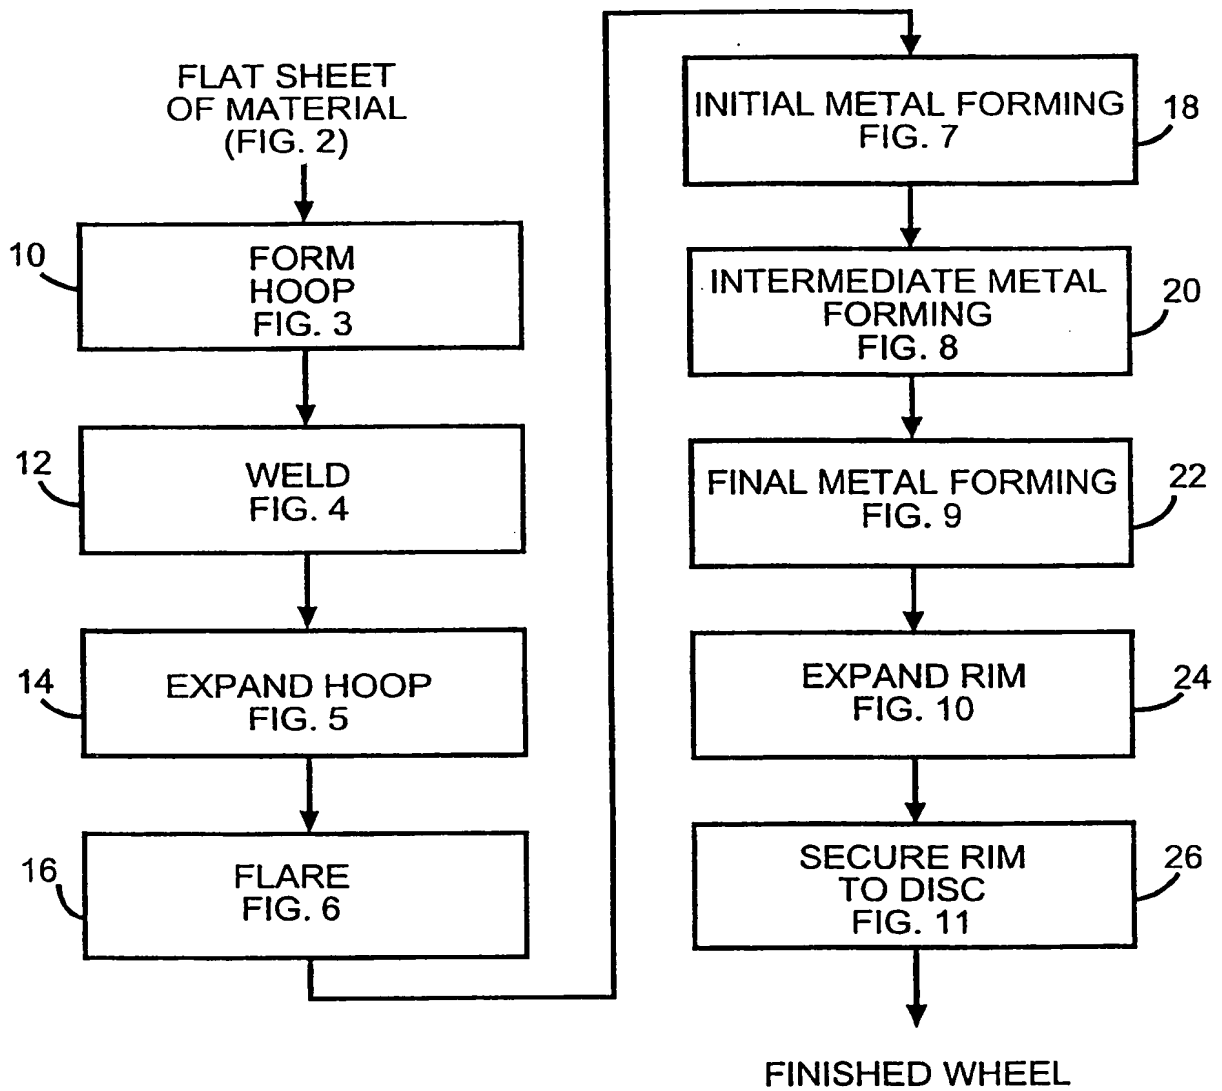 FLAT SHEET
OF MATERIAL
(FIG. 2)
10
FORM
HOOP
FIG. 3
12
WELD
FIG. 4
14
EXPAND HOOP
FIG. 5
16
FLARE
FIG. 6
INITIAL METAL FORMING
FIG. 7
18
INTERMEDIATE METAL
FORMING
FIG. 8
20
FINAL METAL FORMING
FIG. 9
22
EXPAND RIM
FIG. 10
24
SECURE RIM
TO DISC
FIG. 11
26
FINISHED WHEEL